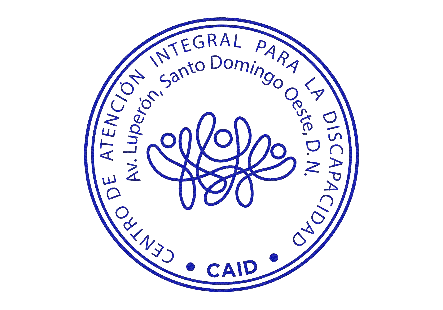 CENTRO DE ATENCIÓN INTEGRAL PARA LA DISCAPACIDAD
Av. Luperón, Santo Domingo Oeste, D.N.
• CAID •